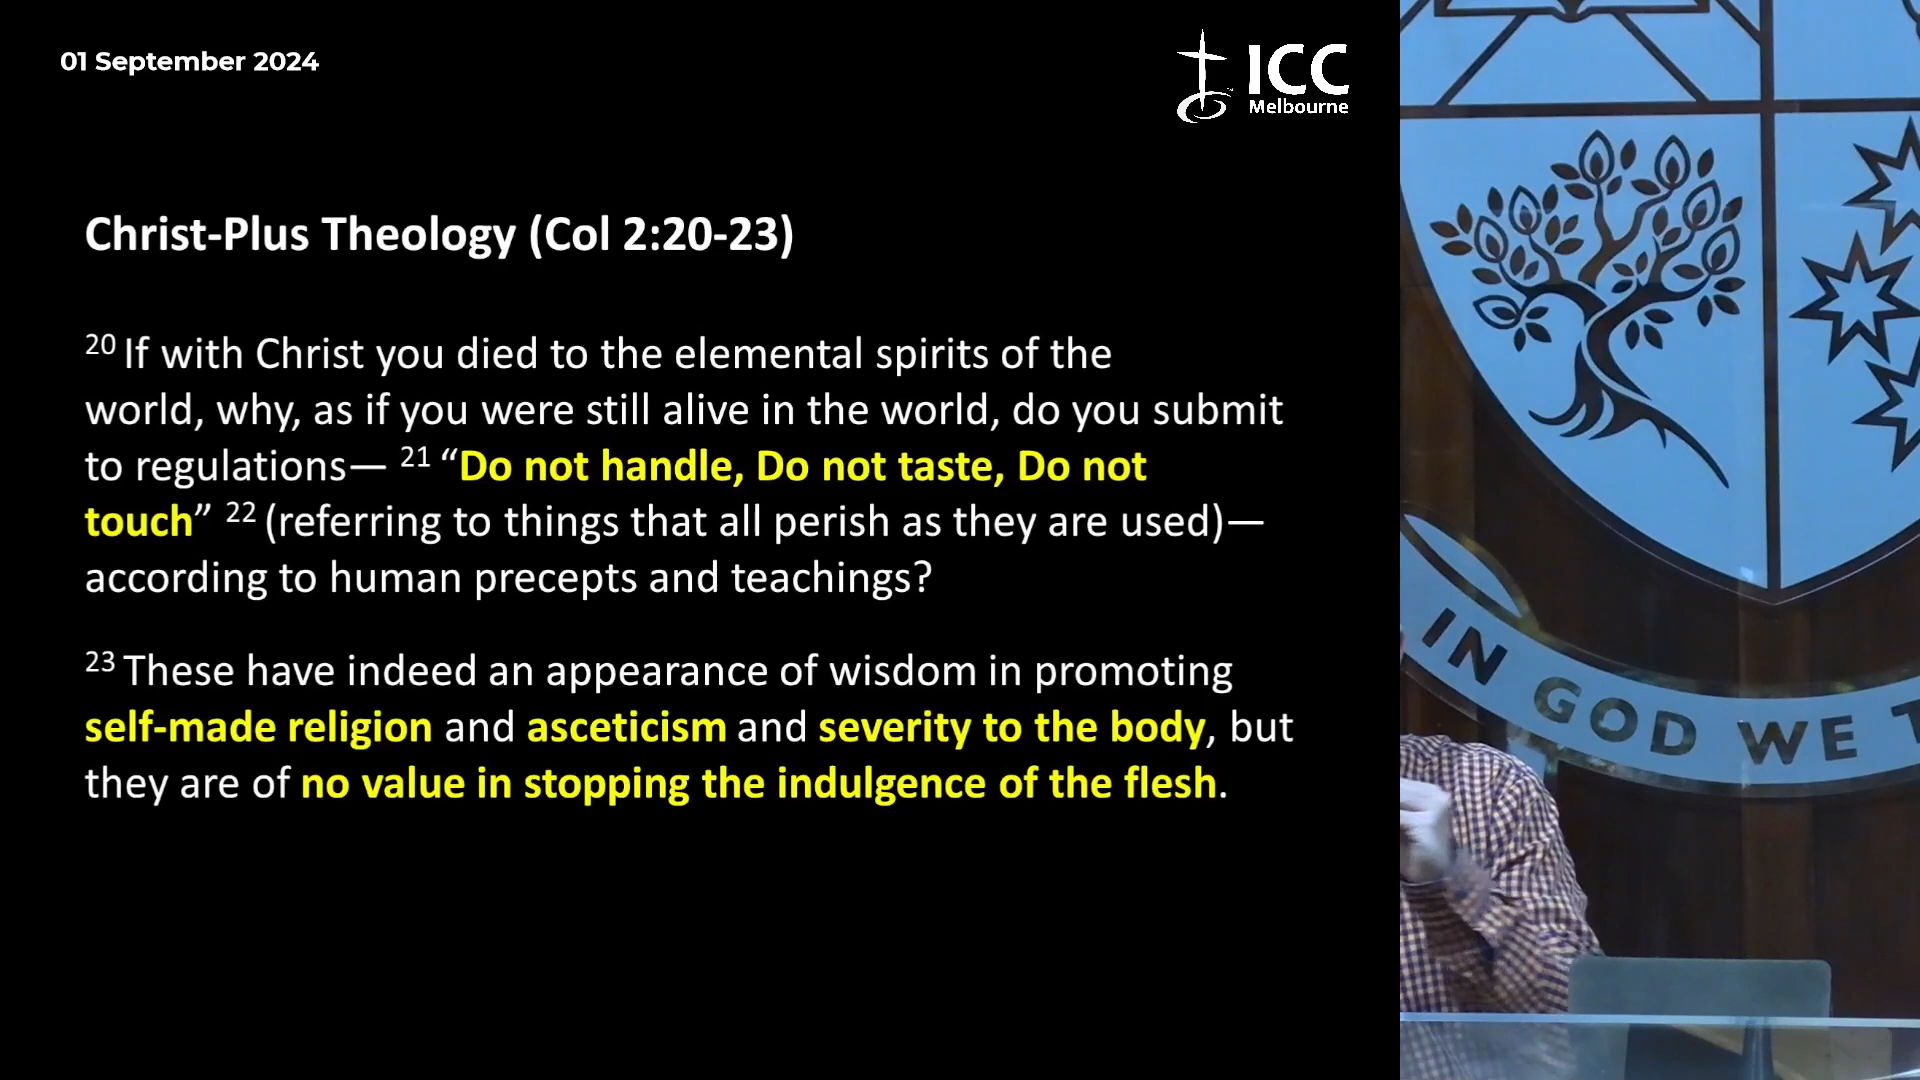 01 September 2024
ICC
Melbourne
Christ-Plus Theology (Col 2:20-23)
20 If with Christ you died to the elemental spirits of the
world, why, as if you were still alive in the world, do you submit
to regulations— 21 “Do not handle, Do not taste, Do not
touch” 22 (referring to things that all perish as they are used)—
according to human precepts and teachings?
23 These have indeed an appearance of wisdom in promoting
self-made religion and asceticism and severity to the body, but
they are of no value in stopping the indulgence of the flesh.
IN GOD WE T